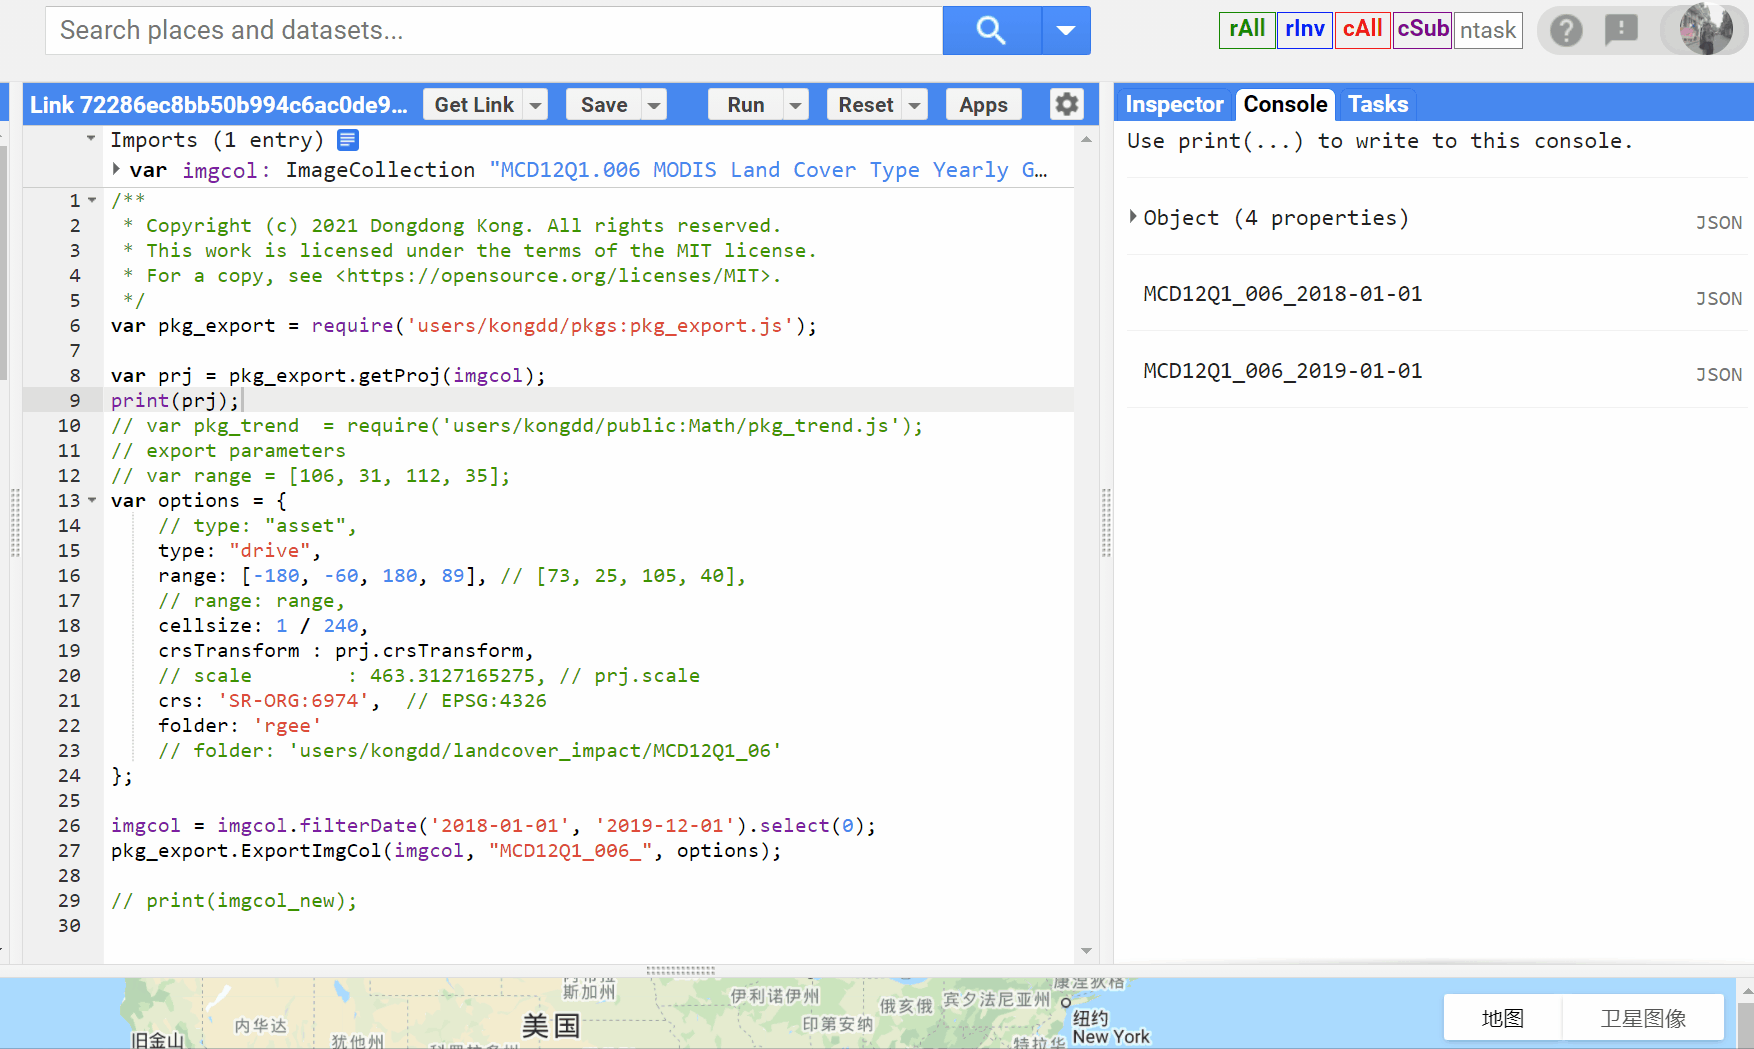 Search places and datasets...
rAll rInv cAll cSub ntask
Link 72286ec8bb50b994c6ac0de9... Get Link Save Run Reset Apps
Inspector Console Tasks
Imports (1 entry)
var imgcol: ImageCollection "MCD12Q1.006 MODIS Land Cover Type Yearly G…
1 /**
2 * Copyright (c) 2021 Dongdong Kong. All rights reserved.
3 * This work is licensed under the terms of the MIT license.
4 * For a copy, see <https://opensource.org/licenses/MIT>.
5 */
6 var pkg_export = require('users/kongdd/pkgs:pkg_export.js');
7
8 var prj = pkg_export.getProj(imgcol);
9 print(prj);
10 // var pkg_trend  = require('users/kongdd/public:Math/pkg_trend.js');
11 // export parameters
12 // var range = [106, 31, 112, 35];
13 var options = {
14 // type: "asset",
15 type: "drive",
16 range: [-180, -60, 180, 89], // [73, 25, 105, 40],
17 // range: range,
18 cellsize: 1 / 240,
19 crsTransform : prj.crsTransform,
20 // scale        : 463.3127165275, // prj.scale
21 crs: 'SR-ORG:6974',  // EPSG:4326
22 folder: 'rgee'
23 // folder: 'users/kongdd/landcover_impact/MCD12Q1_06'
24 };
25
26 imgcol = imgcol.filterDate('2018-01-01', '2019-12-01').select(0);
27 pkg_export.ExportImgCol(imgcol, "MCD12Q1_006_", options);
28
29 // print(imgcol_new);
30
Use print(...) to write to this console.
Object (4 properties) JSON
MCD12Q1_006_2018-01-01 JSON
MCD12Q1_006_2019-01-01 JSON
斯加州
伊利诺伊州
俄亥俄
宾夕法尼亚州
内华达
美国
印第安纳
纽约
New York
旧金山
犹他州
特拉华
地图
卫星图像